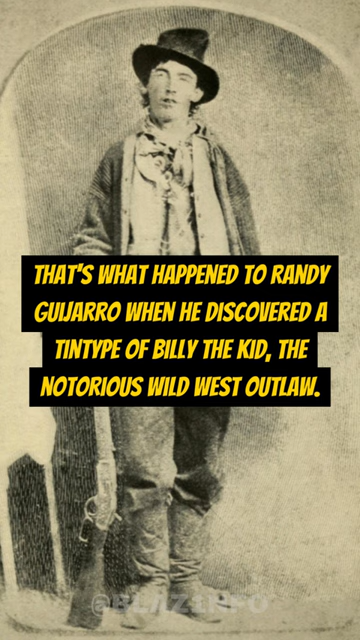 THAT'S WHAT HAPPENED TO RANDY
GUIJARRO WHEN HE DISCOVERED A
TINTYPE OF BILLY THE KID, THE
NOTORIOUS WILD WEST OUTLAW.
@BLAZ1NFO